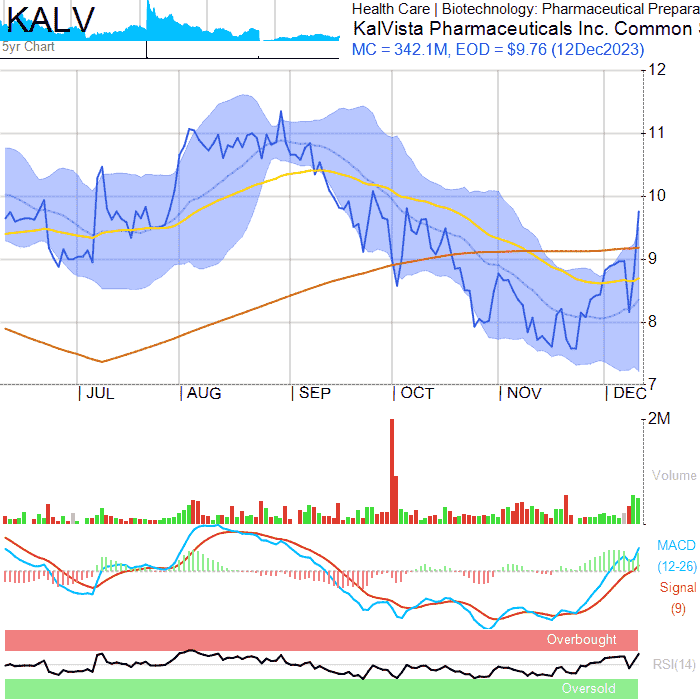 KALV
5yr Chart
Health Care | Biotechnology: Pharmaceutical Prepara
KalVista Pharmaceuticals Inc. Common
MC = 342.1M, EOD = $9.76 (12Dec2023)
12
11
10
9
8
7
JUL
AUG
SEP
OCT
NOV
DEC
2M
Volume
MACD
(12-26)
Signal
(9)
Overbought
RSI(14)
Oversold